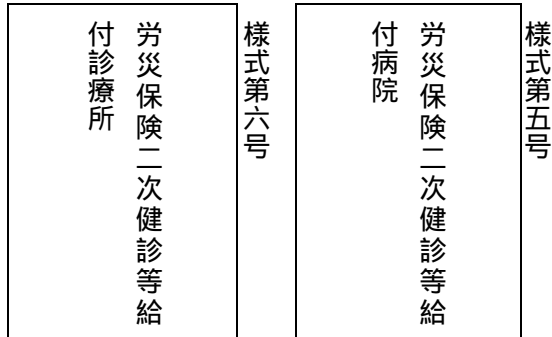 様式第五号
労災保険二次健診等給
付病院
様式第六号
労災保険二次健診等給
付診療所